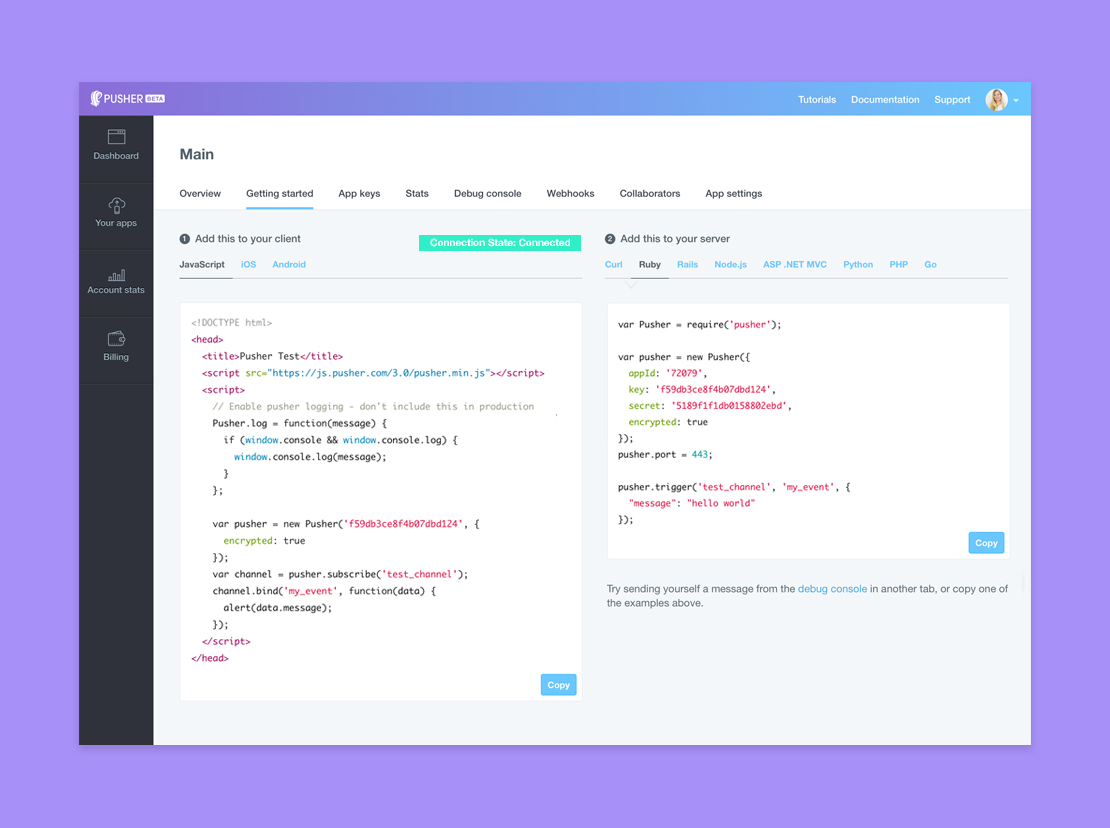 PUSHER BETA
Tutorials Documentation Support
Dashboard
Your apps
Account stats
Billing
Main
Overview Getting started App keys Stats Debug console Webhooks Collaborators App settings
1 Add this to your client
Connection State: Connected
JavaScript iOS Android
<!DOCTYPE html>
<head>
<title>Pusher Test</title>
<script src="https://js.pusher.com/3.0/pusher.min.js"></script>
<script>
// Enable pusher logging - don't include this in production
Pusher.log = function(message) {
if (window.console && window.console.log) {
window.console.log(message);
}
};
var pusher = new Pusher('f59db3ce8f4b07dbd124', {
encrypted: true
});
var channel = pusher.subscribe('test_channel');
channel.bind('my_event', function(data) {
alert(data.message);
});
</script>
</head>
Copy
2 Add this to your server
Curl Ruby Rails Node.js ASP .NET MVC Python PHP Go
var Pusher = require('pusher');
var pusher = new Pusher({
appId: '72079',
key: 'f59db3ce8f4b07dbd124',
secret: '5189f1f1db0158802ebd',
encrypted: true
});
pusher.port = 443;
pusher.trigger('test_channel', 'my_event', {
"message": "hello world"
});
Copy
Try sending yourself a message from the debug console in another tab, or copy one of
the examples above.